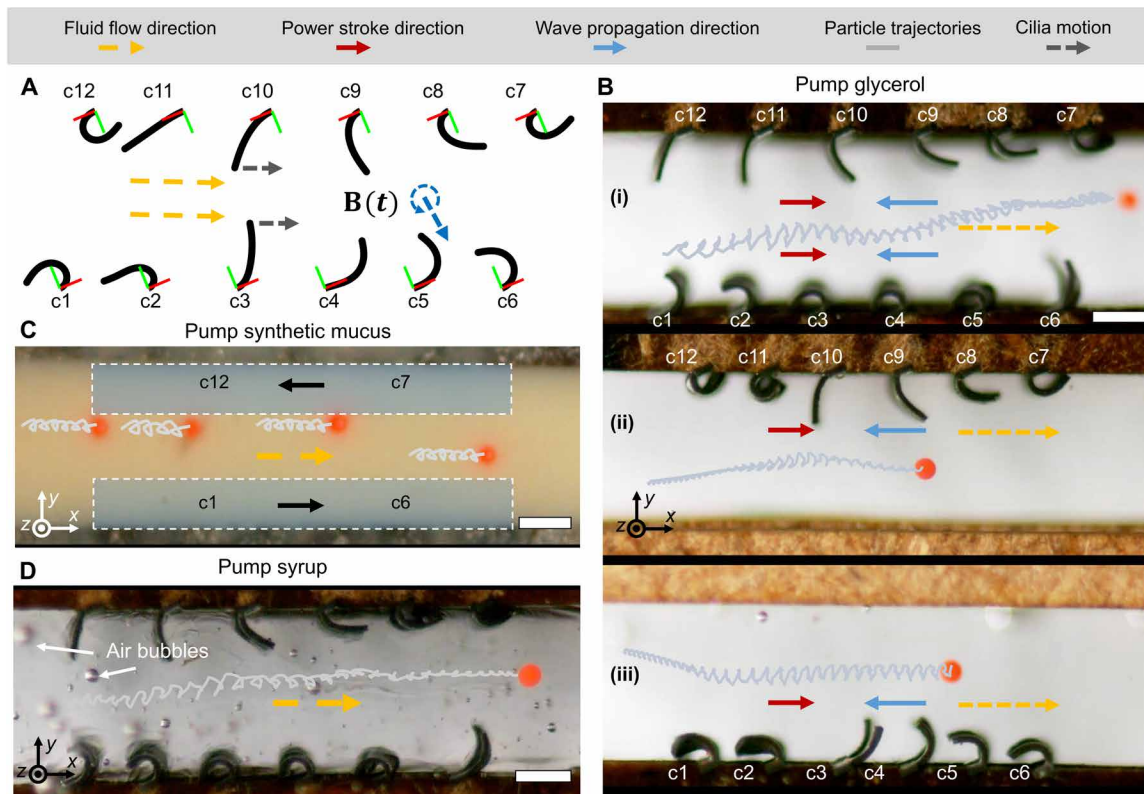 Fluid flow direction
Power stroke direction
Wave propagation direction
Particle trajectories
Cilia motion
A
c12 c11 c10 c9 c8 c7
B(t)
c1 c2 c3 c4 c5 c6
B
Pump glycerol
c12 c11 c10 c9 c8 c7
(i)
c1 c2 c3 c4 c5 c6
c12 c11 c10 c9 c8 c7
(ii)
z y x
(iii)
c1 c2 c3 c4 c5 c6
C
Pump synthetic mucus
c12 c7
c1 c6
z y x
D
Pump syrup
Air bubbles
z y x